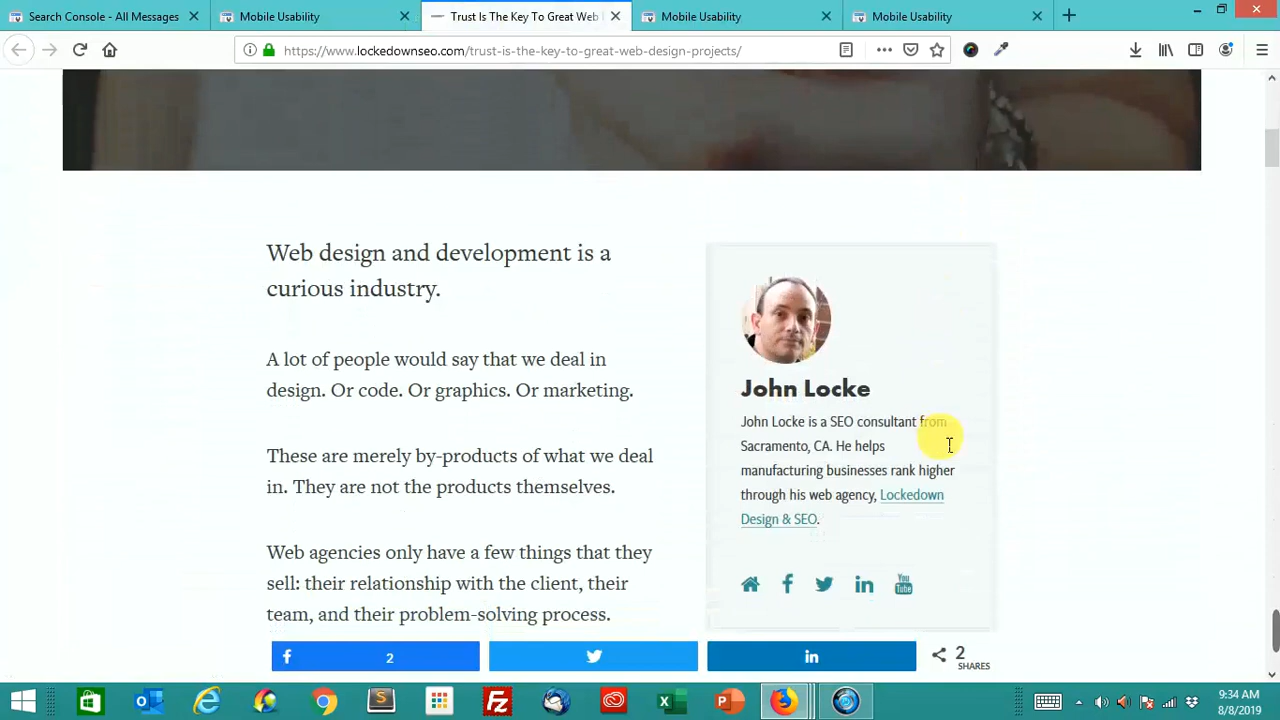 Search Console - All Messages
Mobile Usability
Trust Is The Key To Great Web
Mobile Usability
Mobile Usability
https://www.lockedownseo.com/trust-is-the-key-to-great-web-design-projects/
Web design and development is a
curious industry.
A lot of people would say that we deal in
design. Or code. Or graphics. Or marketing.
These are merely by-products of what we deal
in. They are not the products themselves.
Web agencies only have a few things that they
sell: their relationship with the client, their
team, and their problem-solving process.
John Locke
John Locke is a SEO consultant from
Sacramento, CA. He helps
manufacturing businesses rank higher
through his web agency, Lockedown
Design & SEO.
You
Tube
2
2
SHARES
9:34 AM
8/8/2019